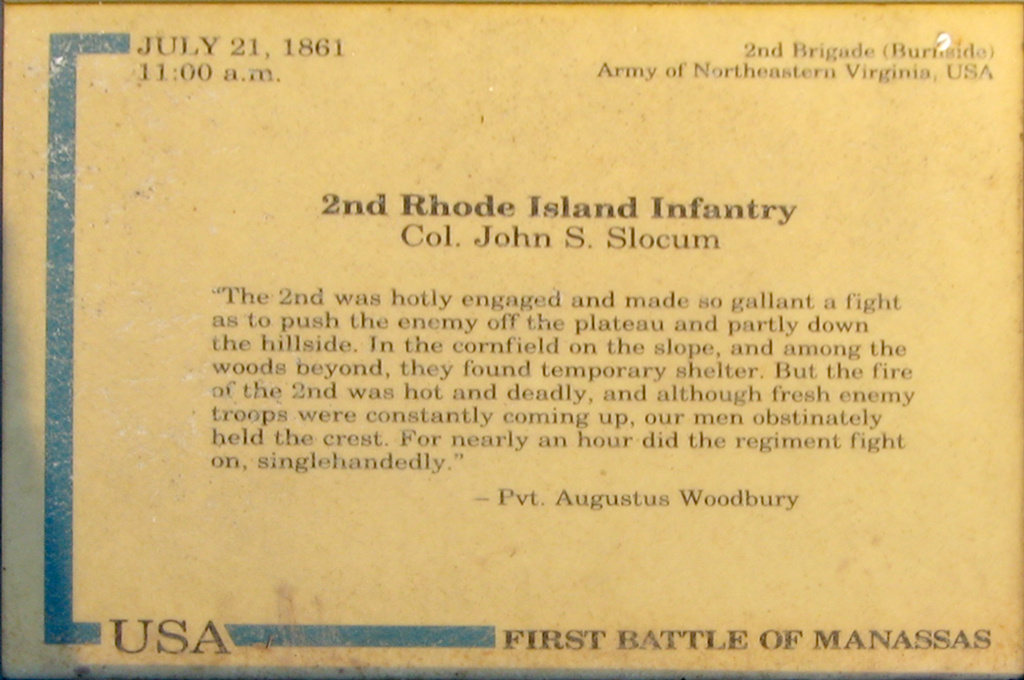 JULY 21, 1861
11:00 a.m.
2nd Brigade (Burnside)
Army of Northeastern Virginia, USA
2nd Rhode Island Infantry
Col. John S. Slocum
"The 2nd was hotly engaged and made so gallant a fight
as to push the enemy off the plateau and partly down
the hillside. In the cornfield on the slope, and among the
woods beyond, they found temporary shelter. But the fire
of the 2nd was hot and deadly, and although fresh enemy
troops were constantly coming up, our men obstinately
held the crest. For nearly an hour did the regiment fight
on, singlehandedly."
– Pvt. Augustus Woodbury
USA
FIRST BATTLE OF MANASSAS